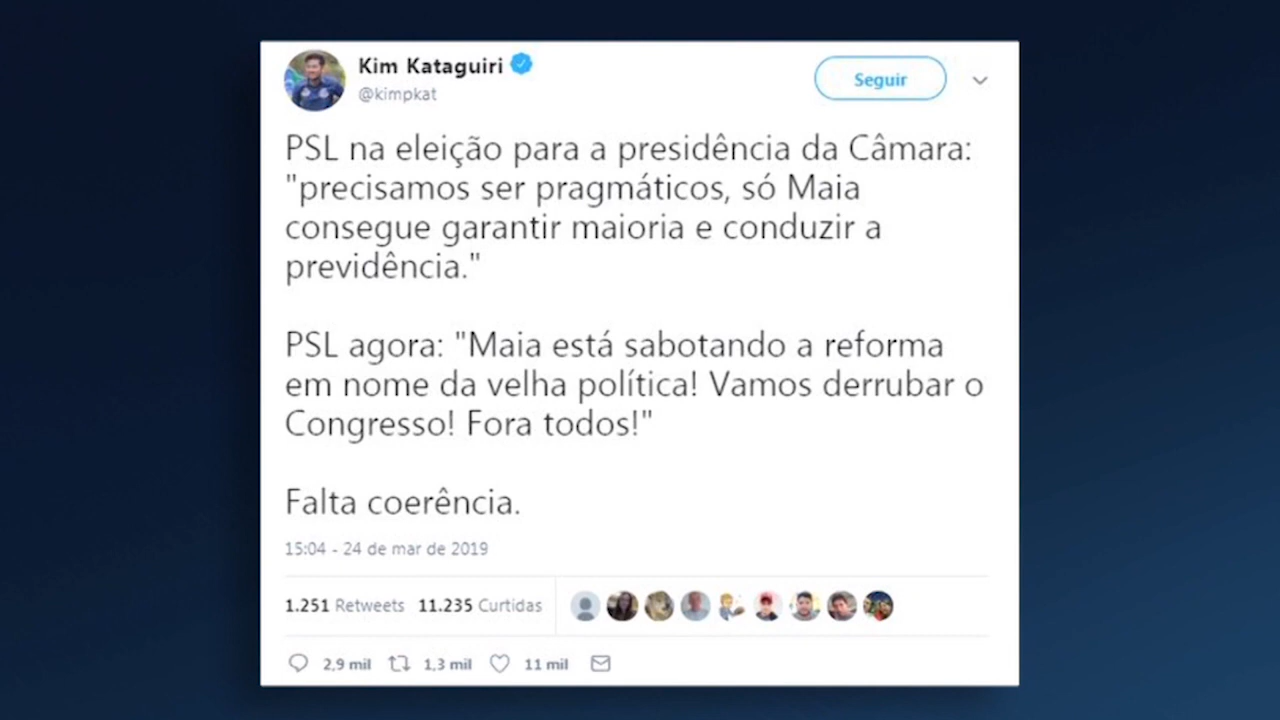 Kim Kataguiri
@kimpkat
Seguir
PSL na eleição para a presidência da Câmara:
"precisamos ser pragmáticos, só Maia
consegue garantir maioria e conduzir a
previdência."
PSL agora: "Maia está sabotando a reforma
em nome da velha política! Vamos derrubar o
Congresso! Fora todos!"
Falta coerência.
15:04 - 24 de mar de 2019
1.251 Retweets 11.235 Curtidas
2,9 mil 1,3 mil 11 mil